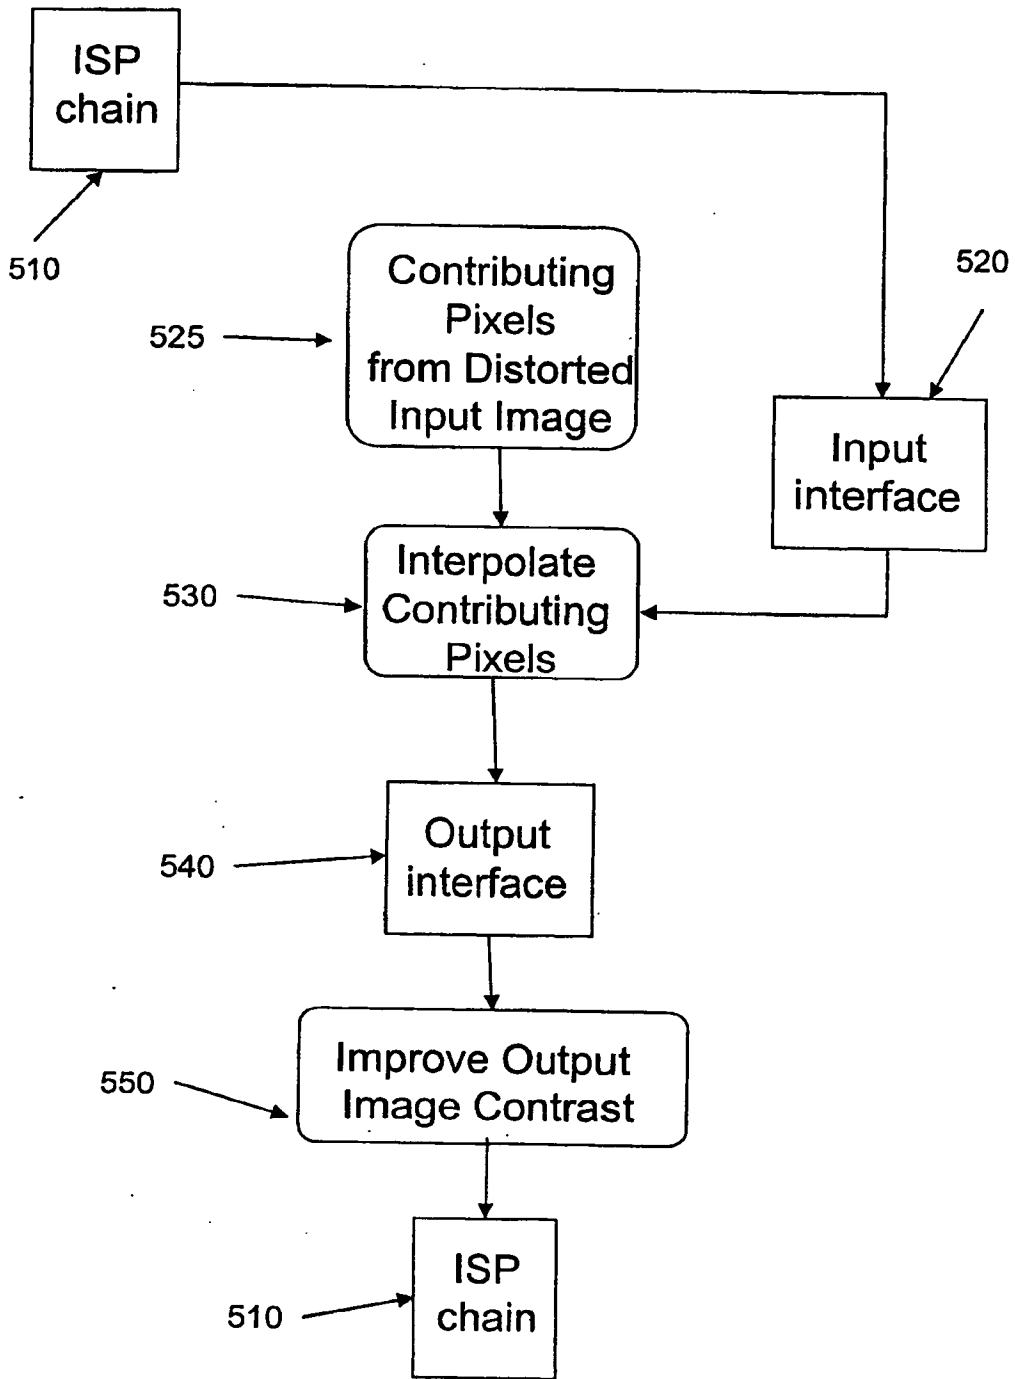 ISP
chain
510
520
525
Contributing
Pixels
from Distorted
Input Image
Input
interface
530
Interpolate
Contributing
Pixels
540
Output
interface
550
Improve Output
Image Contrast
510
ISP
chain